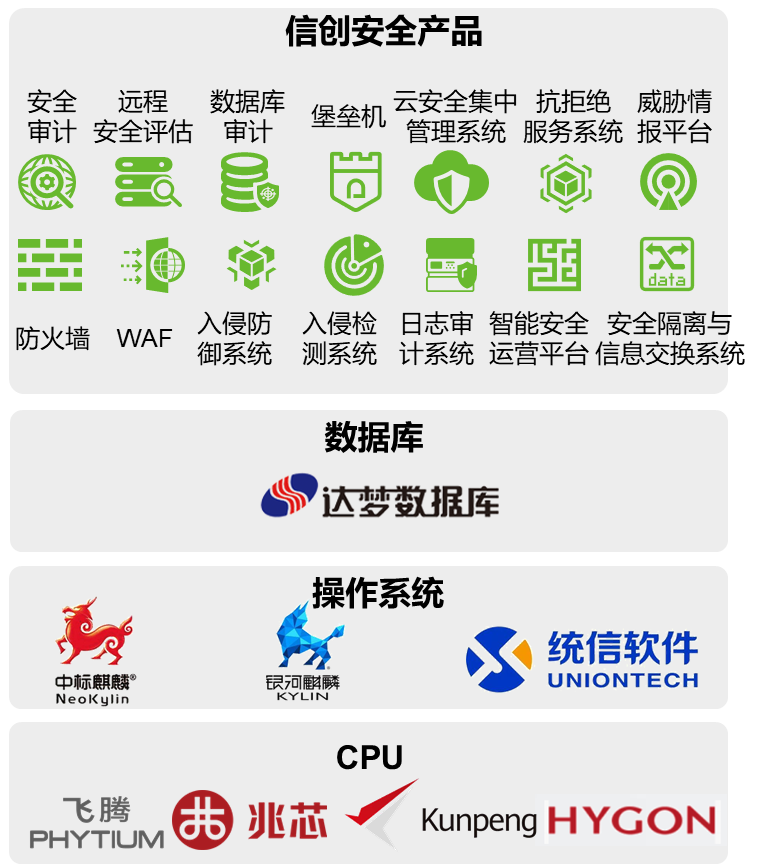 信创安全产品
安全
审计
远程
安全评估
数据库
审计
堡垒机
云安全集中
管理系统
抗拒绝
服务系统
威胁情
报平台
data
防火墙
WAF
入侵防
御系统
入侵检
测系统
日志审
计系统
智能安全
运营平台
安全隔离与
信息交换系统
数据库
达梦数据库
操作系统
中标麒麟®
NeoKylin
银河麒麟
KYLIN
统信软件
UNIONTECH
CPU
飞腾
PHYTIUM
兆芯
Kunpeng
HYGON